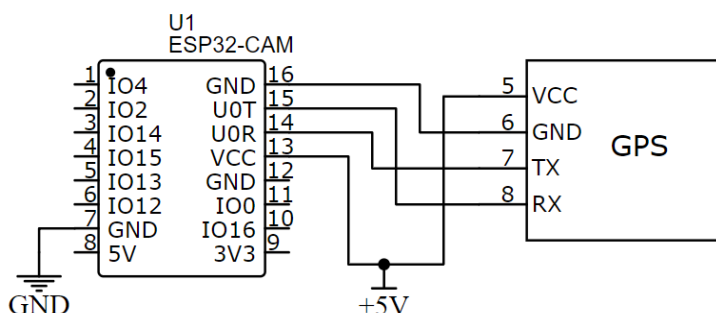 U1
ESP32-CAM
1 IO4 GND 16
2 IO2 U0T 15
3 IO14 U0R 14
4 IO15 VCC 13
5 IO13 GND 12
6 IO12 IO0 11
7 GND IO16 10
8 5V 3V3 9
5 VCC
6 GND
7 TX
8 RX
GPS
GND
+5V